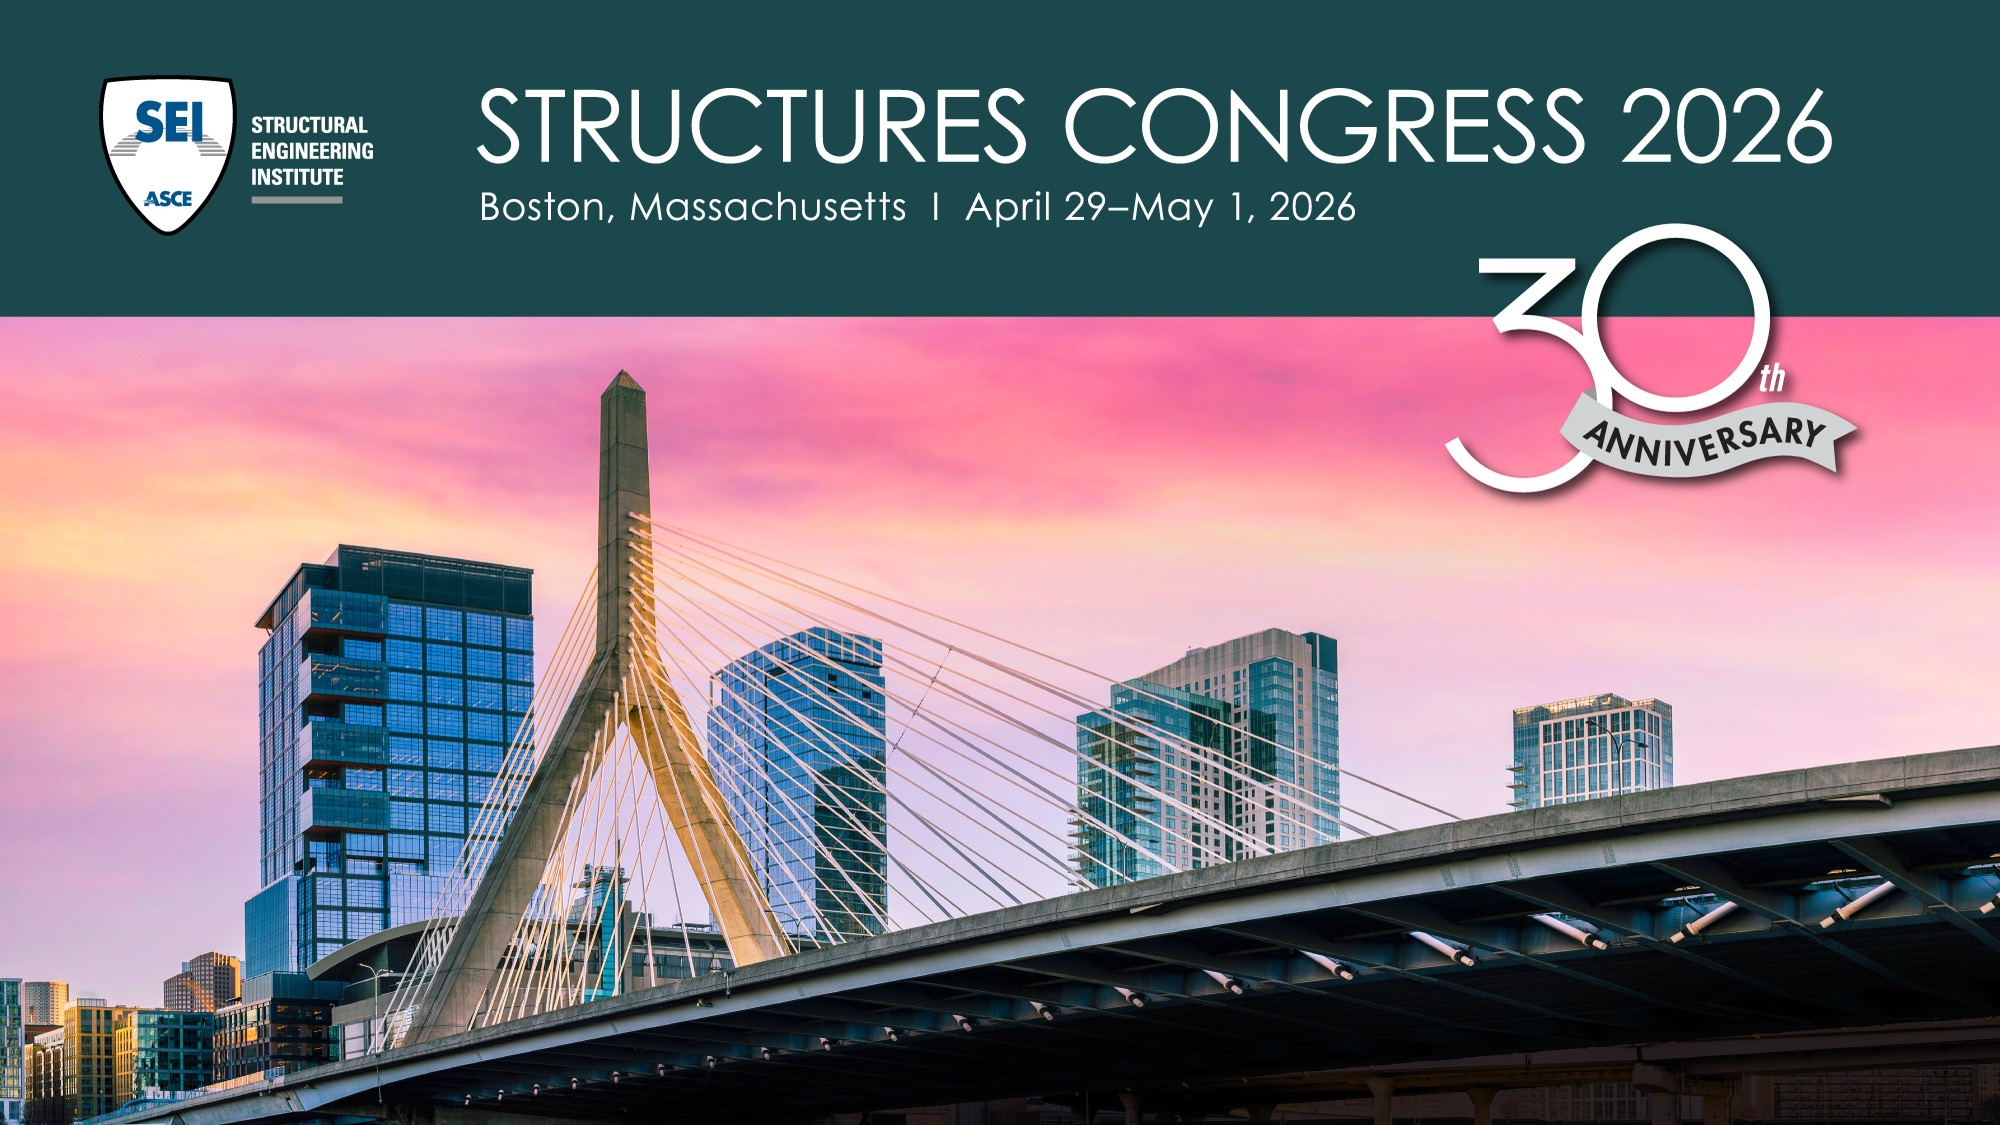 SEI
ASCE
STRUCTURAL
ENGINEERING
INSTITUTE
STRUCTURES CONGRESS 2026
Boston, Massachusetts | April 29–May 1, 2026
30th
ANNIVERSARY